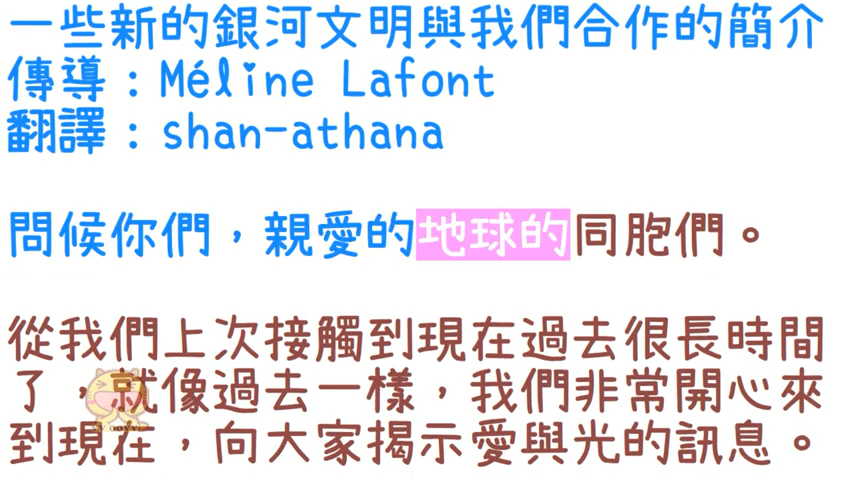 一些新的銀河文明與我們合作的簡介
傳導：Méline Lafont
翻譯：shan-athana
問候你們，親愛的地球的同胞們。
從我們上次接觸到現在過去很長時間
了，就像過去一樣，我們非常開心來
到現在，向大家揭示愛與光的訊息。